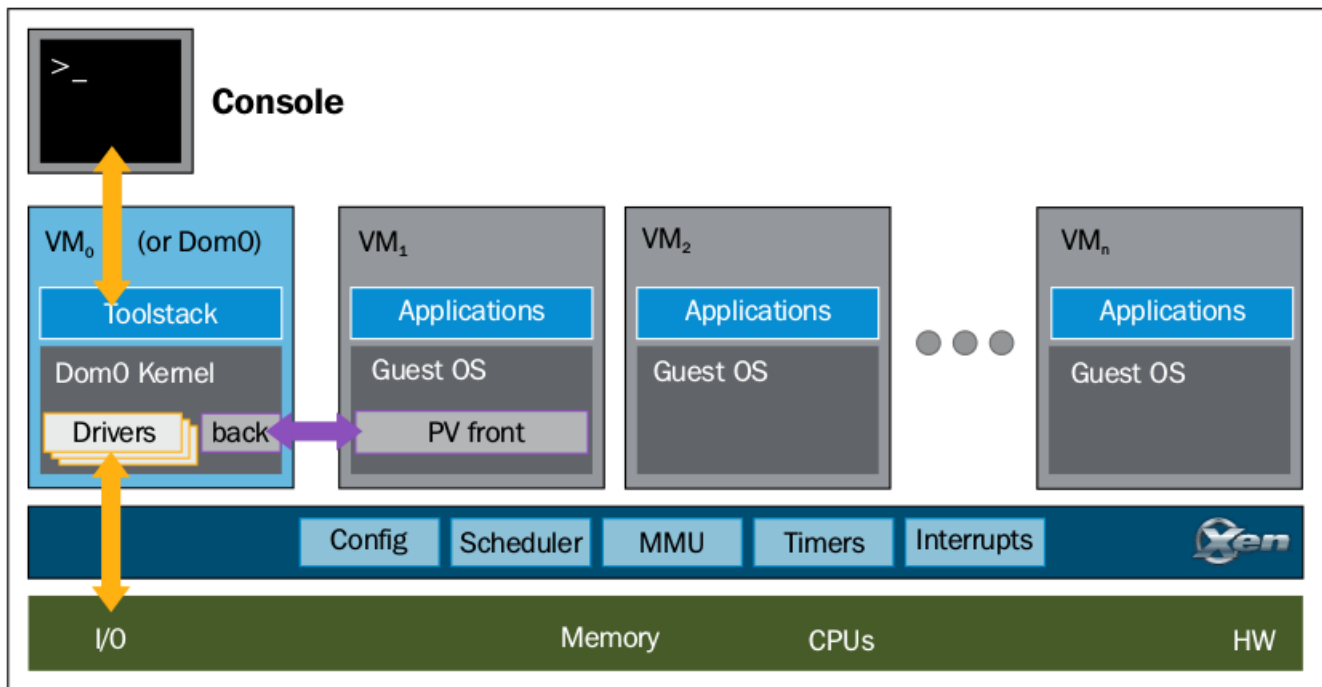 >_
Console
VM₀ (or Dom0)
Toolstack
Dom0 Kernel
Drivers
back
VM₁
Applications
Guest OS
PV front
VM₂
Applications
Guest OS
VMₙ
Applications
Guest OS
Config
Scheduler
MMU
Timers
Interrupts
Xen
I/O
Memory
CPUs
HW